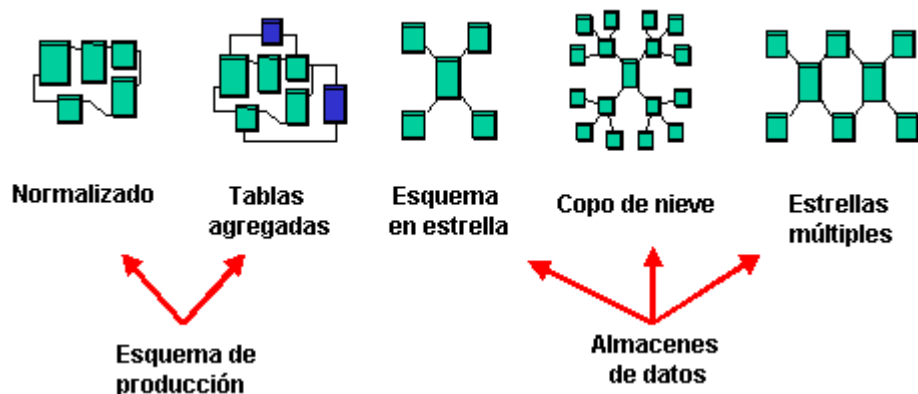 Normalizado
Tablas
agregadas
Esquema
en estrella
Copo de nieve
Estrellas
múltiples
Esquema de
producción
Almacenes
de datos